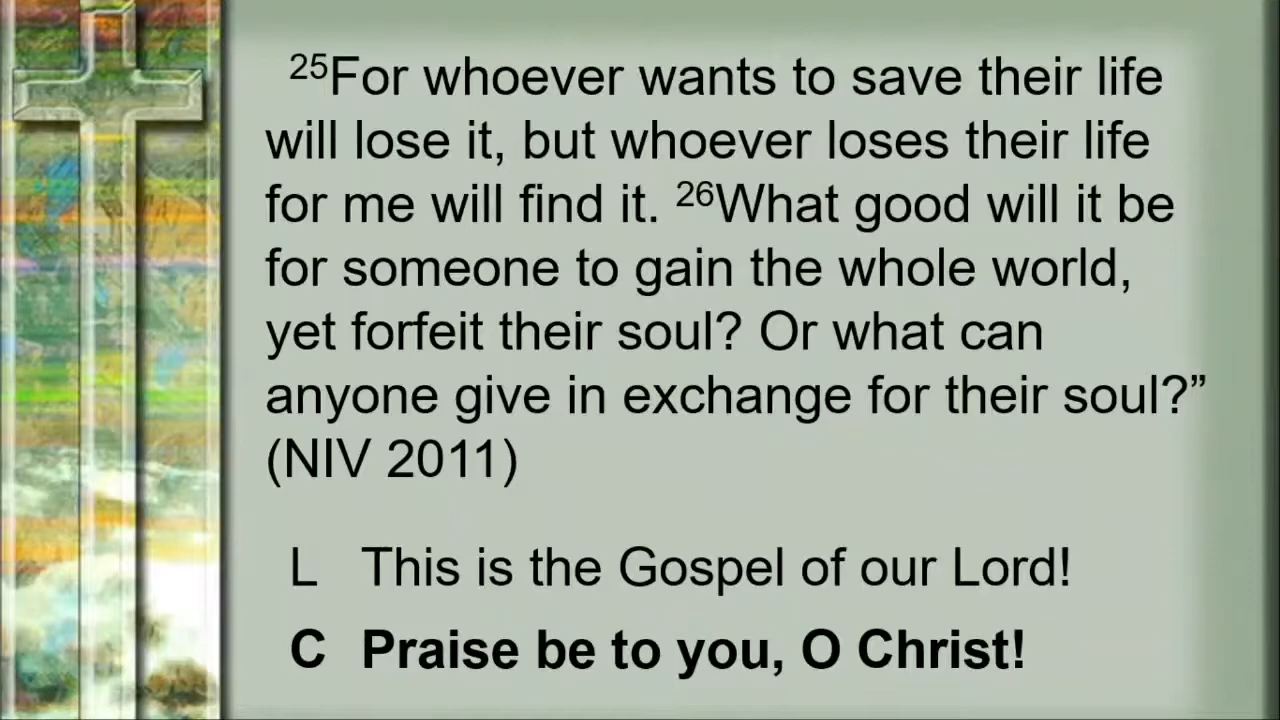 25For whoever wants to save their life
will lose it, but whoever loses their life
for me will find it. 26What good will it be
for someone to gain the whole world,
yet forfeit their soul? Or what can
anyone give in exchange for their soul?”
(NIV 2011)
L This is the Gospel of our Lord!
C Praise be to you, O Christ!